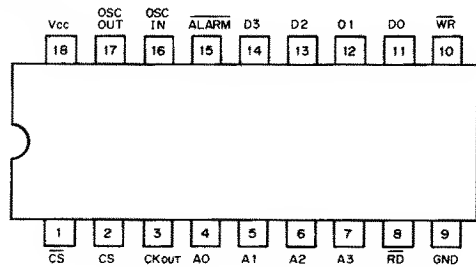 Vcc OSC OUT OSC IN ALARM D3 D2 D1 D0 WR
18 17 16 15 14 13 12 11 10
1 2 3 4 5 6 7 8 9
CS CS CKOUT A0 A1 A2 A3 RD GND